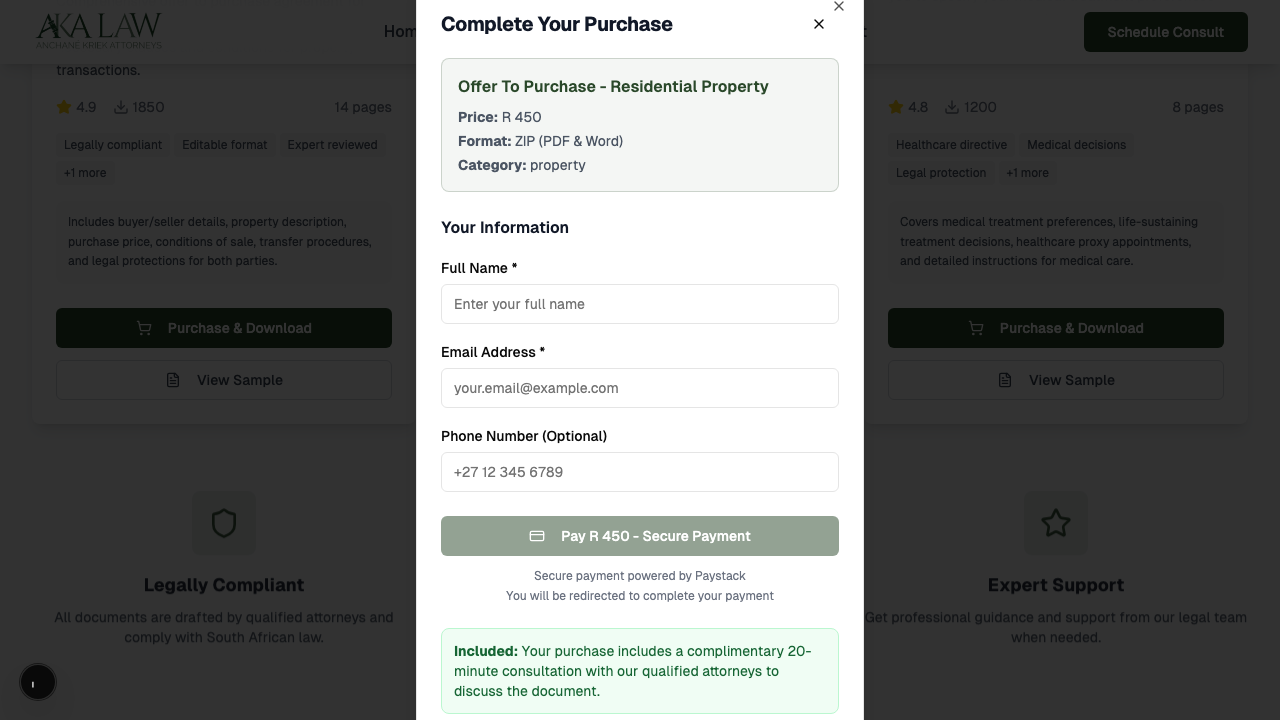 AKA LAW
ANCHANE KRIEK ATTORNEYS
Hom
Schedule Consult
Complete Your Purchase
Offer To Purchase - Residential Property
Price: R 450
Format: ZIP (PDF & Word)
Category: property
Your Information
Full Name *
Enter your full name
Email Address *
your.email@example.com
Phone Number (Optional)
+27 12 345 6789
Pay R 450 - Secure Payment
Secure payment powered by Paystack
You will be redirected to complete your payment
Included: Your purchase includes a complimentary 20-
minute consultation with our qualified attorneys to
discuss the document.
transactions.
4.9 1850 14 pages
Legally compliant Editable format Expert reviewed
+1 more
Includes buyer/seller details, property description,
purchase price, conditions of sale, transfer procedures,
and legal protections for both parties.
Purchase & Download
View Sample
4.8 1200 8 pages
Healthcare directive Medical decisions
Legal protection +1 more
Covers medical treatment preferences, life-sustaining
treatment decisions, healthcare proxy appointments,
and detailed instructions for medical care.
Purchase & Download
View Sample
Legally Compliant
All documents are drafted by qualified attorneys and
comply with South African law.
Expert Support
Get professional guidance and support from our legal team
when needed.